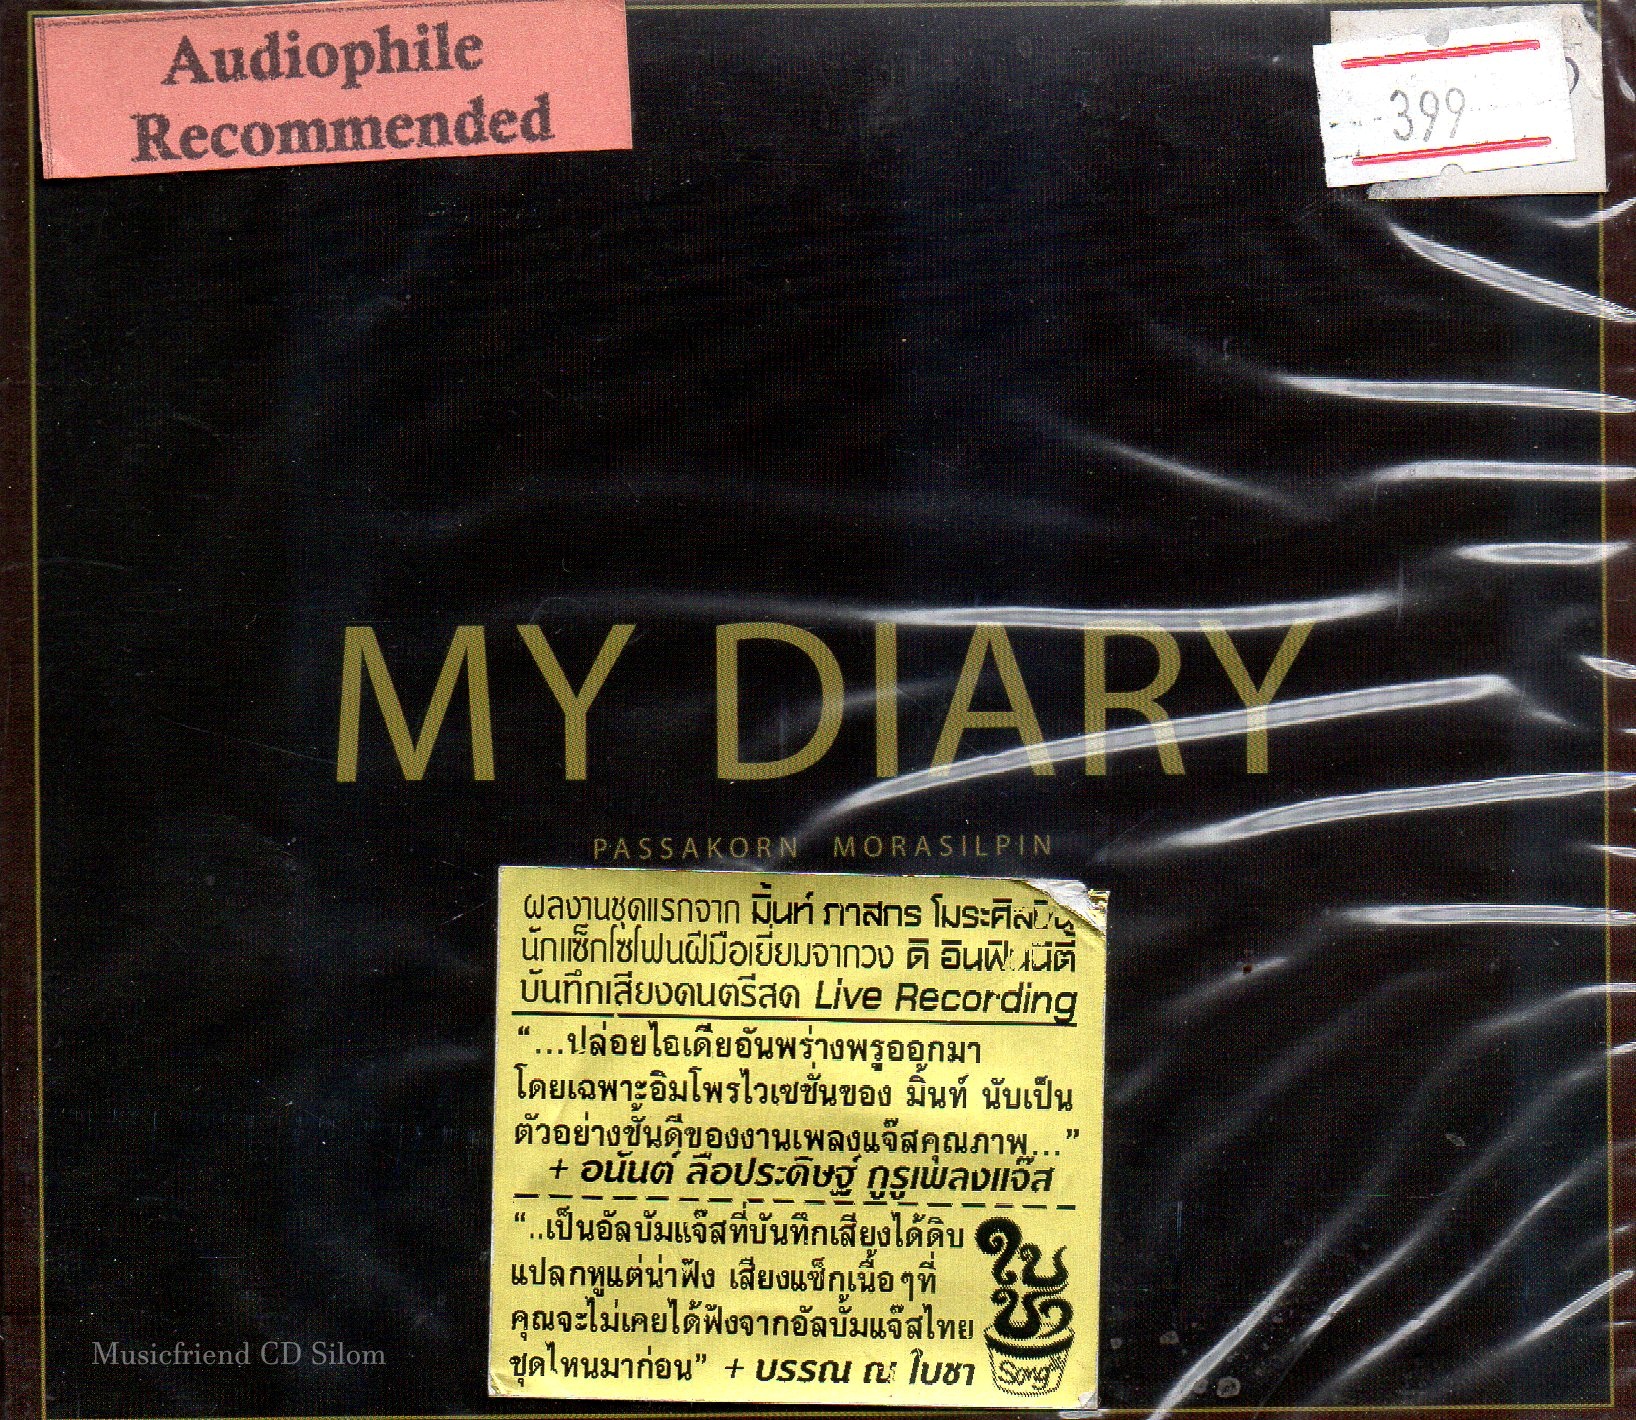 Audiophile
Recommended
399
MY DIARY
PASSAKORN MORASILPIN
ผลงานชุดแรกจาก มิ้นท์ ภาสกร โมระศิลปิน
นักแซ็กโซโฟนฝีมือเยี่ยมจากวง ดิ อินฟินนิตี้
บันทึกเสียงดนตรีสด Live Recording
“...ปล่อยไอเดียอันพร่างพรูออกมา
โดยเฉพาะอิมโพรไวเซชั่นของ มิ้นท์ นับเป็น
ตัวอย่างชั้นดีของงานเพลงแจ๊สคุณภาพ...”
+ อนันต์ ลือประดิษฐ์ กูรูเพลงแจ๊ส
“..เป็นอัลบัมแจ๊สที่บันทึกเสียงได้ดิบ
แปลกหูแต่น่าฟัง เสียงแซ็กเนื้อๆที่
คุณจะไม่เคยได้ฟังจากอัลบั้มแจ๊สไทย
ชุดไหนมาก่อน” + บรรณ ณ ใบชา
ใบ
ชา
Song
Musicfriend CD Silom